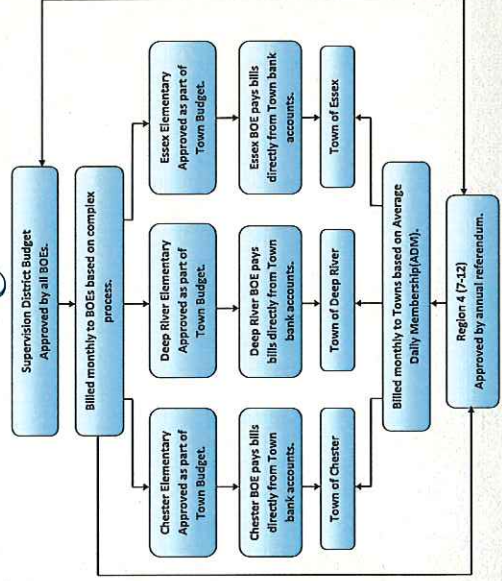 Supervision District Budget
Approved by all BOEs.
Billed monthly to BOEs based on complex
process.
Chester Elementary
Approved as part of
Town Budget.
Deep River Elementary
Approved as part of
Town Budget.
Essex Elementary
Approved as part of
Town Budget.
Chester BOE pays bills
directly from Town
bank accounts.
Deep River BOE pays
bills directly from Town
bank accounts.
Essex BOE pays bills
directly from Town bank
accounts.
Town of Chester
Town of Deep River
Town of Essex
Billed monthly to Towns based on Average
Daily Membership(ADM).
Region 4 (7-12)
Approved by annual referendum.